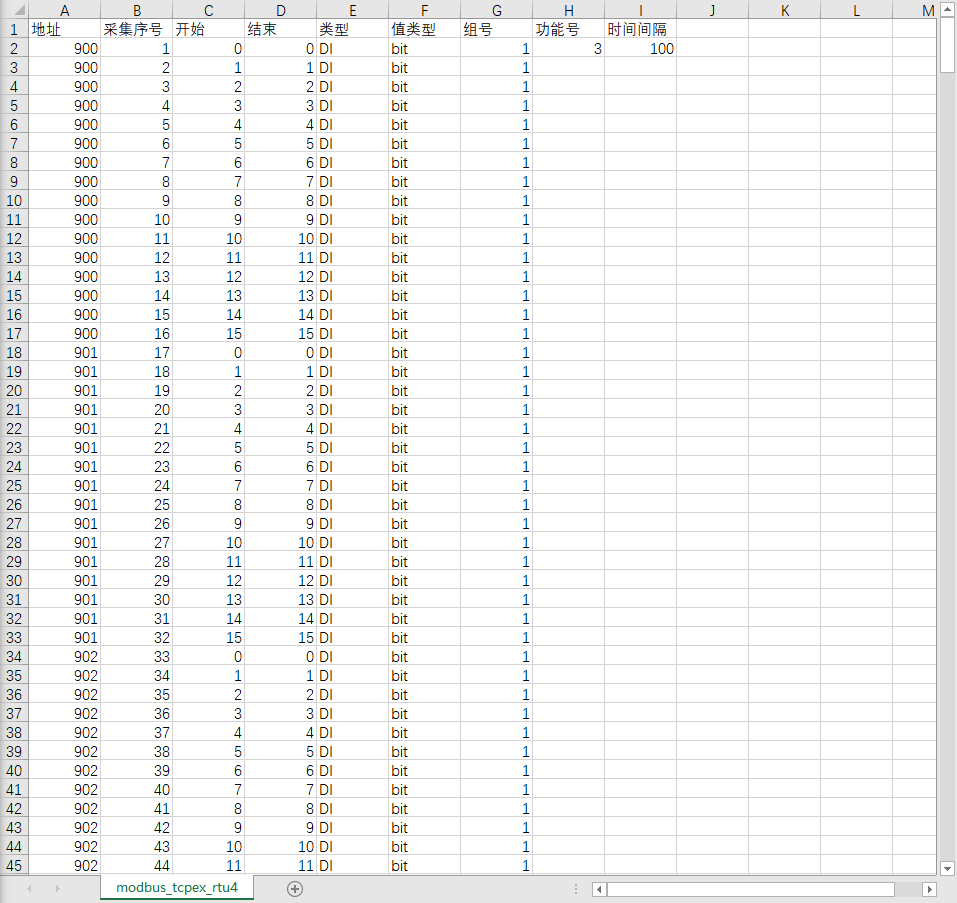 A B C D E F G H I J K L M
1 地址 采集序号 开始 结束 类型 值类型 组号 功能号 时间间隔
2 900 1 0 0 DI bit 1 3 100
3 900 2 1 1 DI bit 1
4 900 3 2 2 DI bit 1
5 900 4 3 3 DI bit 1
6 900 5 4 4 DI bit 1
7 900 6 5 5 DI bit 1
8 900 7 6 6 DI bit 1
9 900 8 7 7 DI bit 1
10 900 9 8 8 DI bit 1
11 900 10 9 9 DI bit 1
12 900 11 10 10 DI bit 1
13 900 12 11 11 DI bit 1
14 900 13 12 12 DI bit 1
15 900 14 13 13 DI bit 1
16 900 15 14 14 DI bit 1
17 900 16 15 15 DI bit 1
18 901 17 0 0 DI bit 1
19 901 18 1 1 DI bit 1
20 901 19 2 2 DI bit 1
21 901 20 3 3 DI bit 1
22 901 21 4 4 DI bit 1
23 901 22 5 5 DI bit 1
24 901 23 6 6 DI bit 1
25 901 24 7 7 DI bit 1
26 901 25 8 8 DI bit 1
27 901 26 9 9 DI bit 1
28 901 27 10 10 DI bit 1
29 901 28 11 11 DI bit 1
30 901 29 12 12 DI bit 1
31 901 30 13 13 DI bit 1
32 901 31 14 14 DI bit 1
33 901 32 15 15 DI bit 1
34 902 33 0 0 DI bit 1
35 902 34 1 1 DI bit 1
36 902 35 2 2 DI bit 1
37 902 36 3 3 DI bit 1
38 902 37 4 4 DI bit 1
39 902 38 5 5 DI bit 1
40 902 39 6 6 DI bit 1
41 902 40 7 7 DI bit 1
42 902 41 8 8 DI bit 1
43 902 42 9 9 DI bit 1
44 902 43 10 10 DI bit 1
45 902 44 11 11 DI bit 1
modbus_tcpex_rtu4